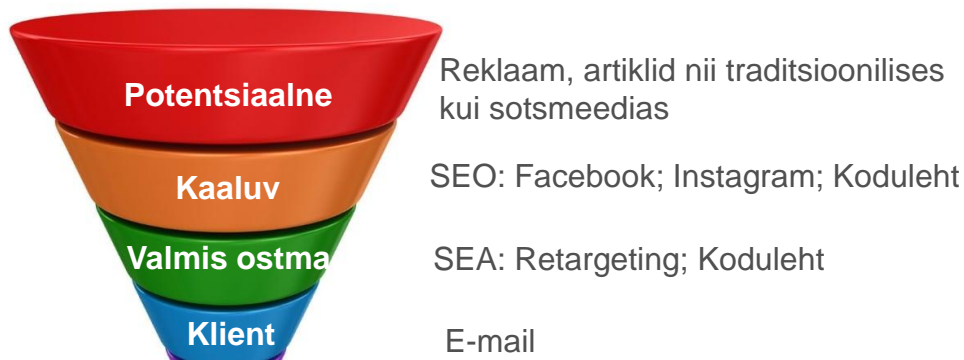 Potentsiaalne
Reklaam, artiklid nii traditsioonilises
kui sotsmeedias
Kaaluv
SEO: Facebook; Instagram; Koduleht
Valmis ostma
SEA: Retargeting; Koduleht
Klient
E-mail